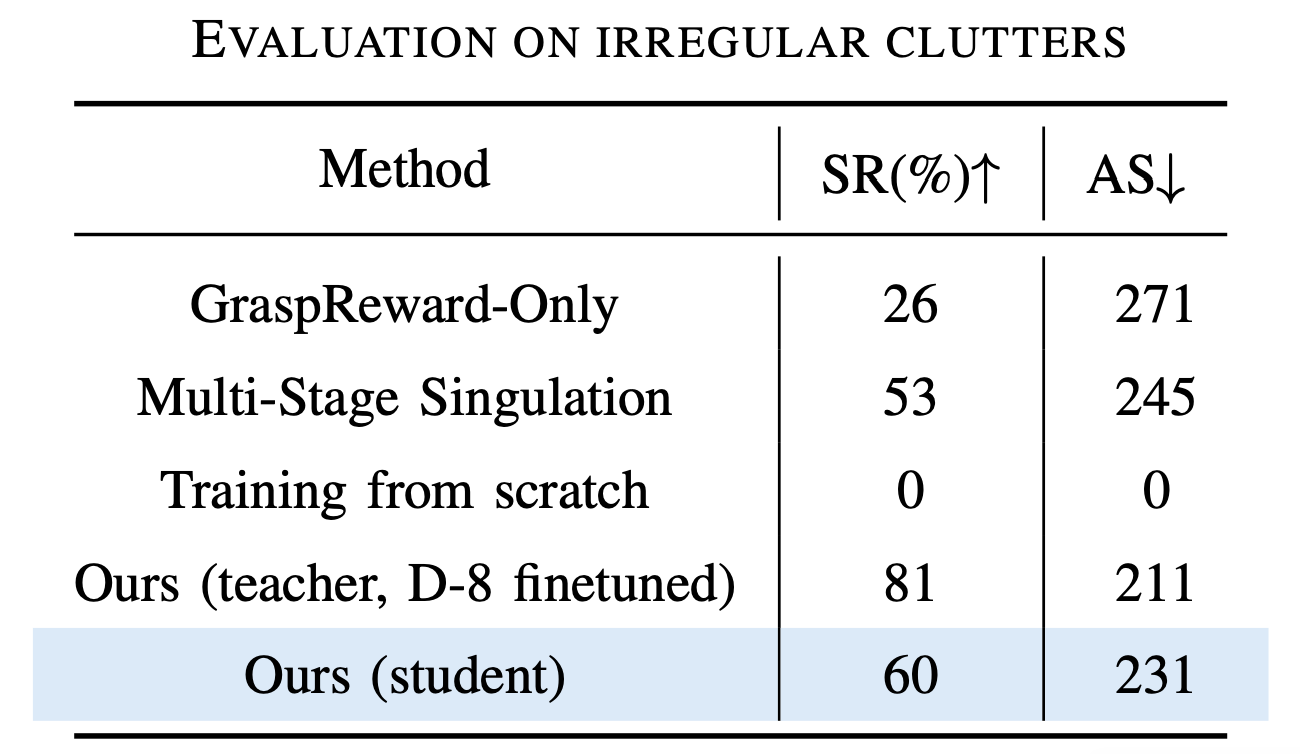 EVALUATION ON IRREGULAR CLUTTERS
Method SR(%)↑ AS↓
GraspReward-Only 26 271
Multi-Stage Singulation 53 245
Training from scratch 0 0
Ours (teacher, D-8 finetuned) 81 211
Ours (student) 60 231